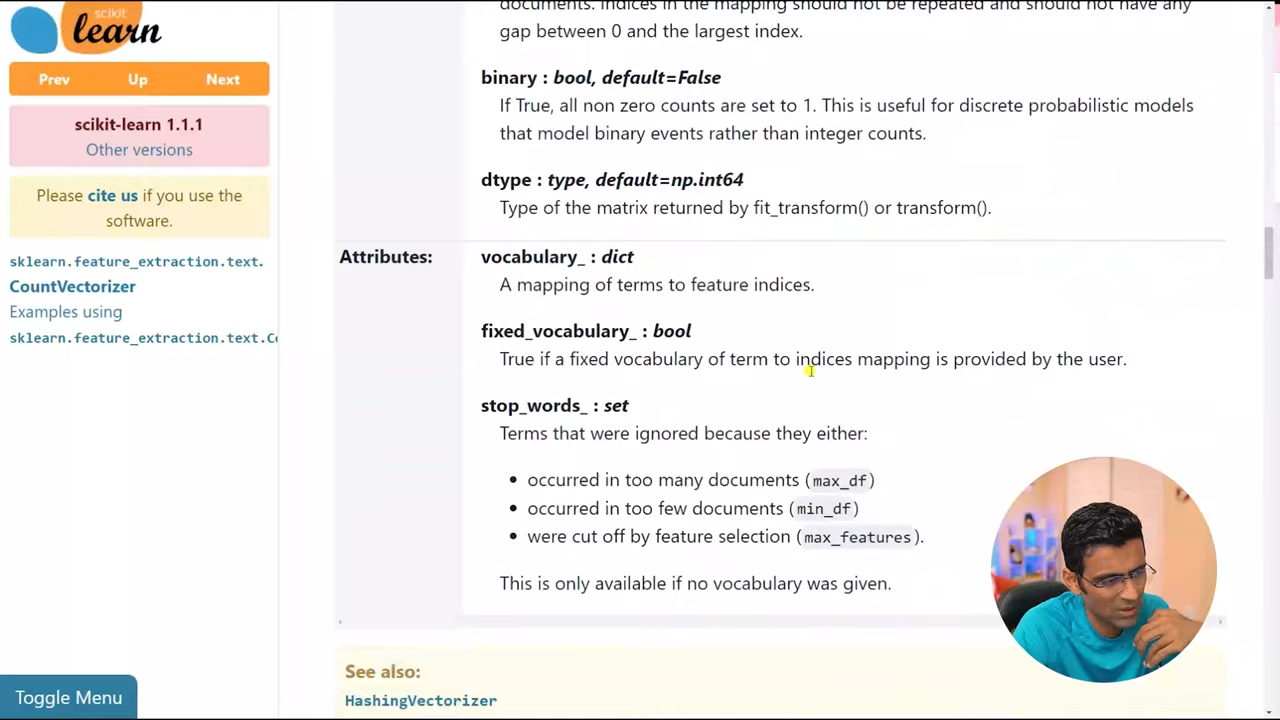 documents. Indices in the mapping should not be repeated and should not have any
gap between 0 and the largest index.
binary : bool, default=False
If True, all non zero counts are set to 1. This is useful for discrete probabilistic models
that model binary events rather than integer counts.
dtype : type, default=np.int64
Type of the matrix returned by fit_transform() or transform().
Attributes:
vocabulary_ : dict
A mapping of terms to feature indices.
fixed_vocabulary_ : bool
True if a fixed vocabulary of term to indices mapping is provided by the user.
stop_words_ : set
Terms that were ignored because they either:
• occurred in too many documents (max_df)
• occurred in too few documents (min_df)
• were cut off by feature selection (max_features).
This is only available if no vocabulary was given.
See also:
HashingVectorizer
scikit
learn
Prev Up Next
scikit-learn 1.1.1
Other versions
Please cite us if you use the
software.
sklearn.feature_extraction.text.
CountVectorizer
Examples using
sklearn.feature_extraction.text.Co
Toggle Menu